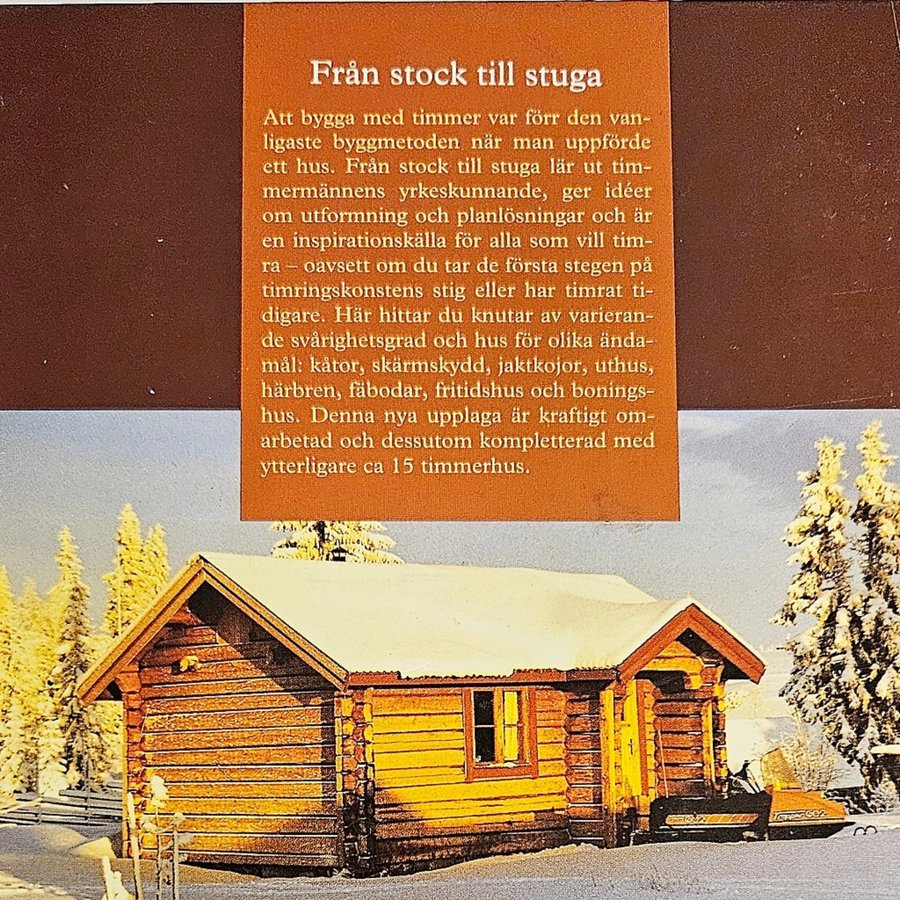 Från stock till stuga
Att bygga med timmer var förr den van-
ligaste byggmetoden när man uppförde
ett hus. Från stock till stuga lär ut tim-
mermännens yrkeskunnande, ger idéer
om utformning och planlösningar och är
en inspirationskälla för alla som vill tim-
ra – oavsett om du tar de första stegen på
timringskonstens stig eller har timrat ti-
digare. Här hittar du knutar av varieran-
de svårighetsgrad och hus för olika ända-
mål: kåtor, skärmskydd, jaktkojor, uthus,
härbren, fäbodar, fritidshus och bonings-
hus. Denna nya upplaga är kraftigt om-
arbetad och dessutom kompletterad med
ytterligare ca 15 timmerhus.